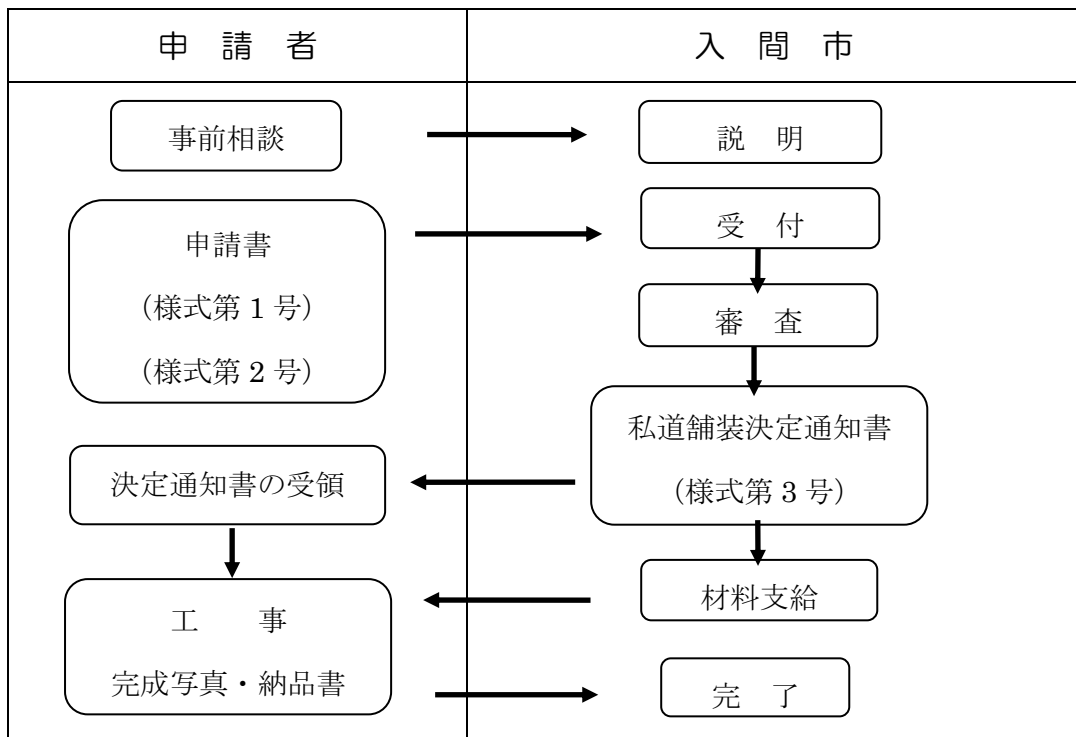 申 請 者
入 間 市
事前相談
説 明
申請書
(様式第 1 号)
(様式第 2 号)
受 付
審 査
私道舗装決定通知書
(様式第 3 号)
決定通知書の受領
材料支給
工 事
完成写真・納品書
完 了